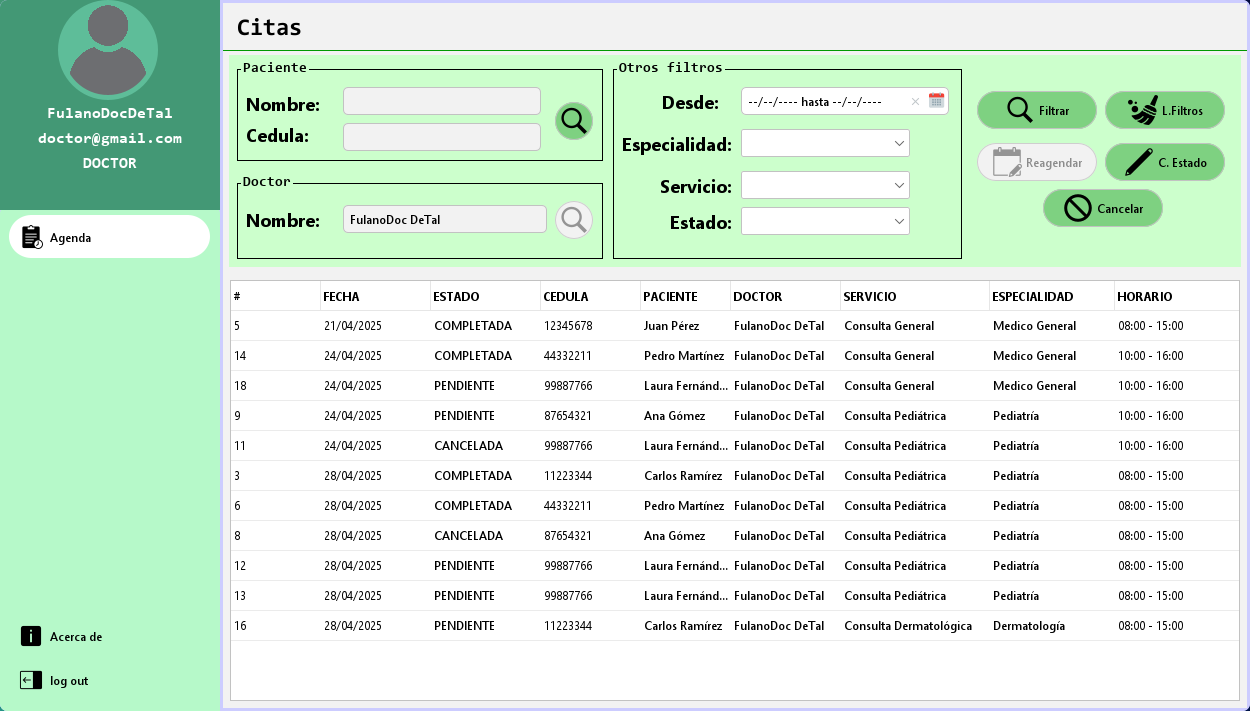 FulanoDocDeTal
doctor@gmail.com
DOCTOR
Agenda
Acerca de
log out
Citas
Paciente
Nombre:
Cedula:
Doctor
Nombre: FulanoDoc DeTal
Otros filtros
Desde: --/--/---- hasta --/--/----
Especialidad:
Servicio:
Estado:
Filtrar L.Filtros
Reagendar C. Estado
Cancelar
# FECHA ESTADO CEDULA PACIENTE DOCTOR SERVICIO ESPECIALIDAD HORARIO
5 21/04/2025 COMPLETADA 12345678 Juan Pérez FulanoDoc DeTal Consulta General Medico General 08:00 - 15:00
14 24/04/2025 COMPLETADA 44332211 Pedro Martínez FulanoDoc DeTal Consulta General Medico General 10:00 - 16:00
18 24/04/2025 PENDIENTE 99887766 Laura Fernánd... FulanoDoc DeTal Consulta General Medico General 10:00 - 16:00
9 24/04/2025 PENDIENTE 87654321 Ana Gómez FulanoDoc DeTal Consulta Pediátrica Pediatría 10:00 - 16:00
11 24/04/2025 CANCELADA 99887766 Laura Fernánd... FulanoDoc DeTal Consulta Pediátrica Pediatría 10:00 - 16:00
3 28/04/2025 COMPLETADA 11223344 Carlos Ramírez FulanoDoc DeTal Consulta Pediátrica Pediatría 08:00 - 15:00
6 28/04/2025 COMPLETADA 44332211 Pedro Martínez FulanoDoc DeTal Consulta Pediátrica Pediatría 08:00 - 15:00
8 28/04/2025 CANCELADA 87654321 Ana Gómez FulanoDoc DeTal Consulta Pediátrica Pediatría 08:00 - 15:00
12 28/04/2025 PENDIENTE 99887766 Laura Fernánd... FulanoDoc DeTal Consulta Pediátrica Pediatría 08:00 - 15:00
13 28/04/2025 PENDIENTE 99887766 Laura Fernánd... FulanoDoc DeTal Consulta Pediátrica Pediatría 08:00 - 15:00
16 28/04/2025 PENDIENTE 11223344 Carlos Ramírez FulanoDoc DeTal Consulta Dermatológica Dermatología 08:00 - 15:00